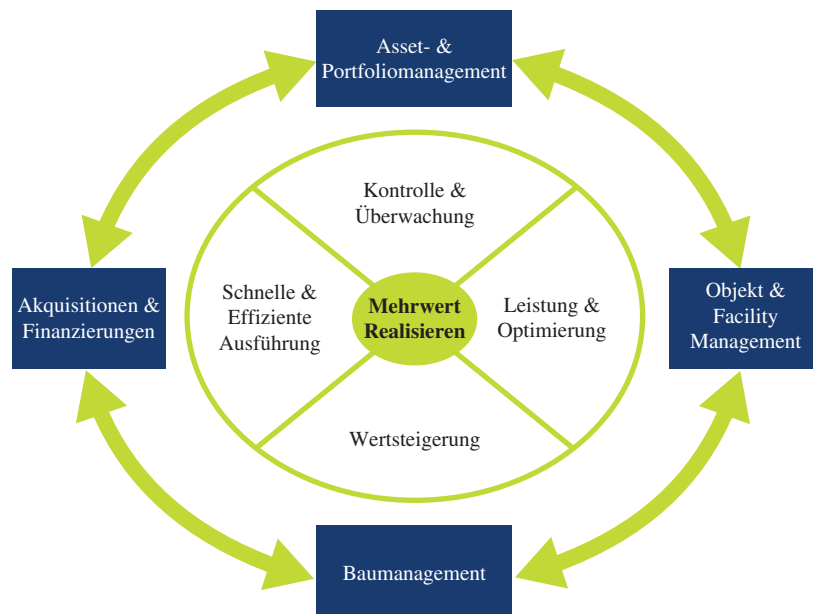 Asset- &
Portfoliomanagement
Kontrolle &
Überwachung
Akquisitionen &
Finanzierungen
Schnelle &
Effiziente
Ausführung
Mehrwert
Realisieren
Leistung &
Optimierung
Objekt &
Facility
Management
Wertsteigerung
Baumanagement